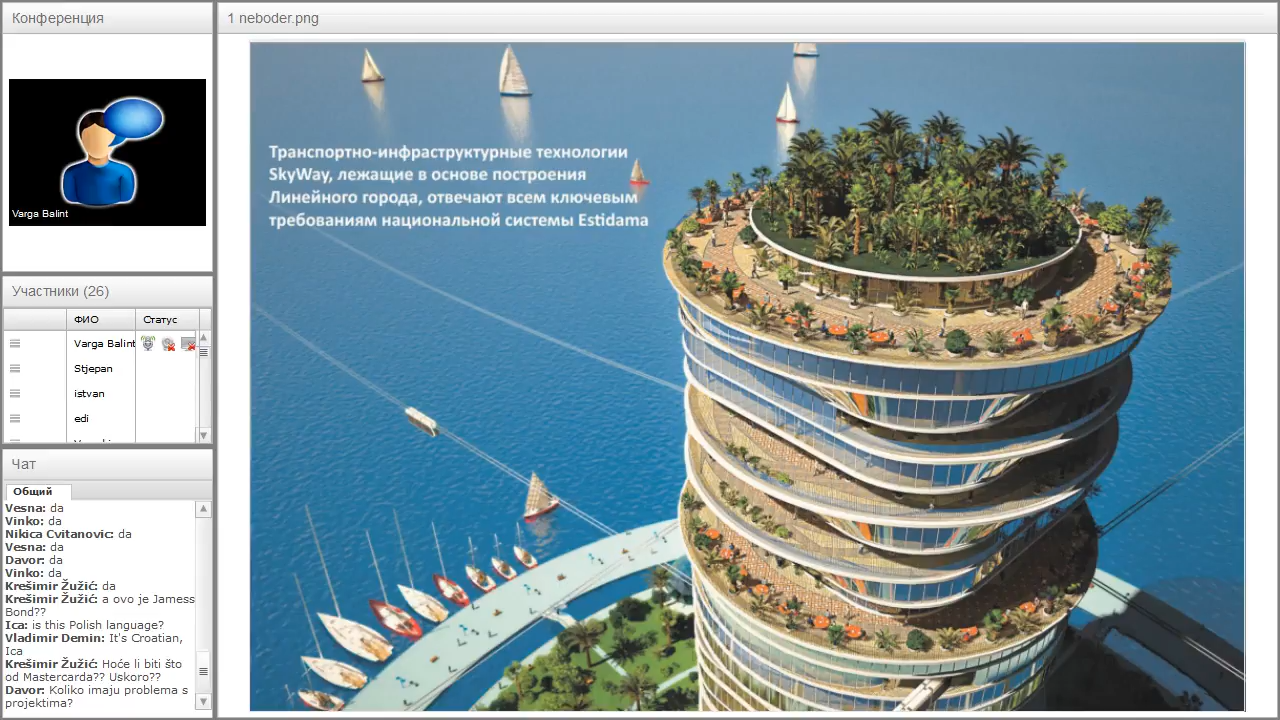 Конференция
Varga Balint
Участники (26)
ФИО
Статус
Varga Balint
Stjepan
istvan
edi
Чат
Общий
Vesna: da
Vinko: da
Nikica Cvitanovic: da
Vesna: da
Davor: da
Vinko: da
Krešimir Žužić: da
Krešimir Žužić: a ovo je Jamess
Bond??
Ica: is this Polish language?
Vladimir Demin: It's Croatian,
Ica
Krešimir Žužić: Hoće li biti što
od Mastercarda?? Uskoro??
Davor: Koliko imaju problema s
projektima?
1 neboder.png
Транспортно-инфраструктурные технологии
SkyWay, лежащие в основе построения
Линейного города, отвечают всем ключевым
требованиям национальной системы Estidama